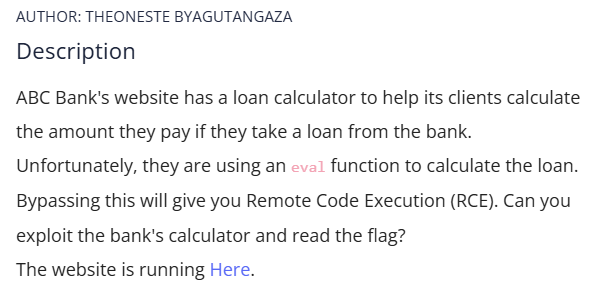 AUTHOR: THEONESTE BYAGUTANGAZA
Description
ABC Bank's website has a loan calculator to help its clients calculate
the amount they pay if they take a loan from the bank.
Unfortunately, they are using an eval function to calculate the loan.
Bypassing this will give you Remote Code Execution (RCE). Can you
exploit the bank's calculator and read the flag?
The website is running Here.